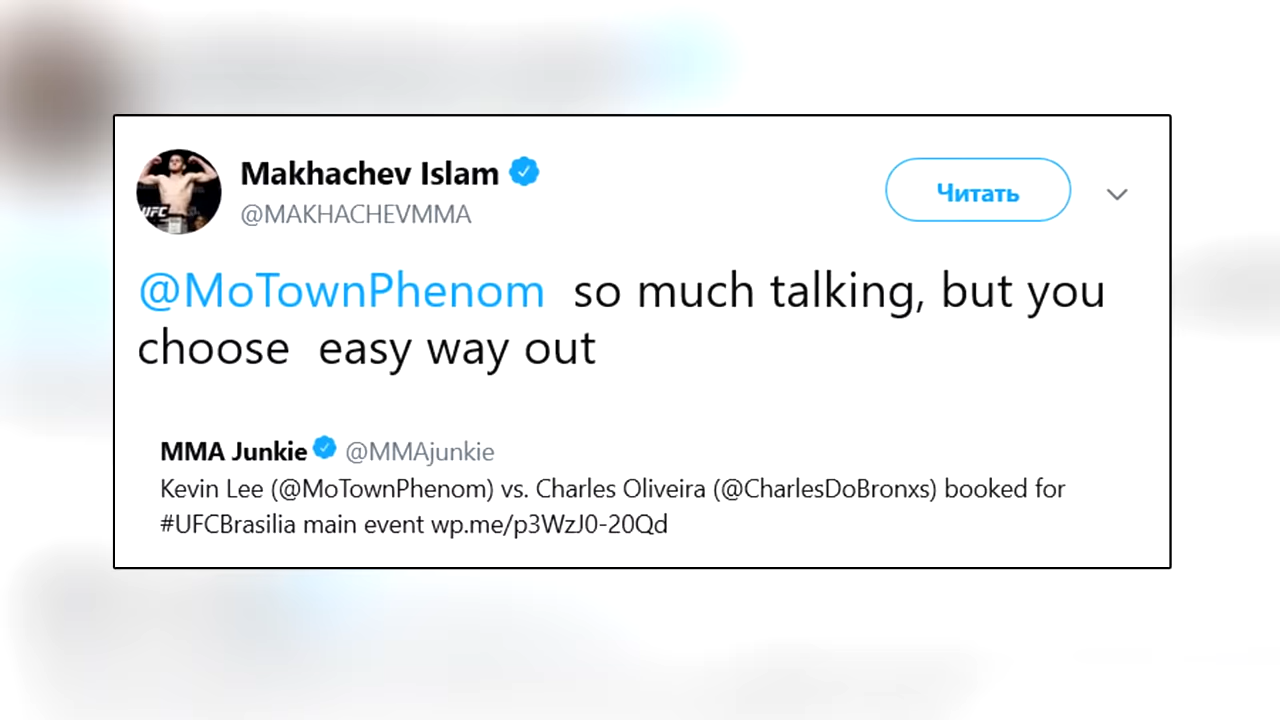 Makhachev Islam
@MAKHACHEVMMA
Читать
@MoTownPhenom so much talking, but you
choose easy way out
MMA Junkie @MMAjunkie
Kevin Lee (@MoTownPhenom) vs. Charles Oliveira (@CharlesDoBronxs) booked for
#UFCBrasilia main event wp.me/p3WzJ0-20Qd
UFC